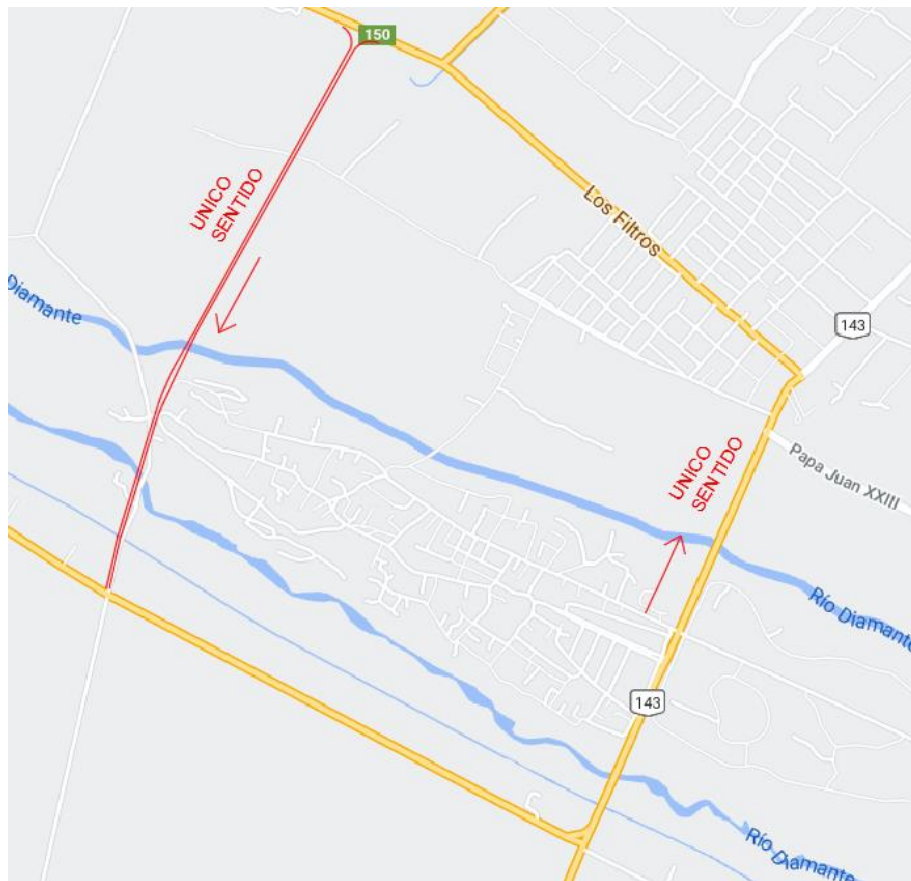 150
UNICO
SENTIDO
Los Filtros
Diamante
143
UNICO
SENTIDO
Papa Juan XXIII
Río Diamante
143
Río Diamante